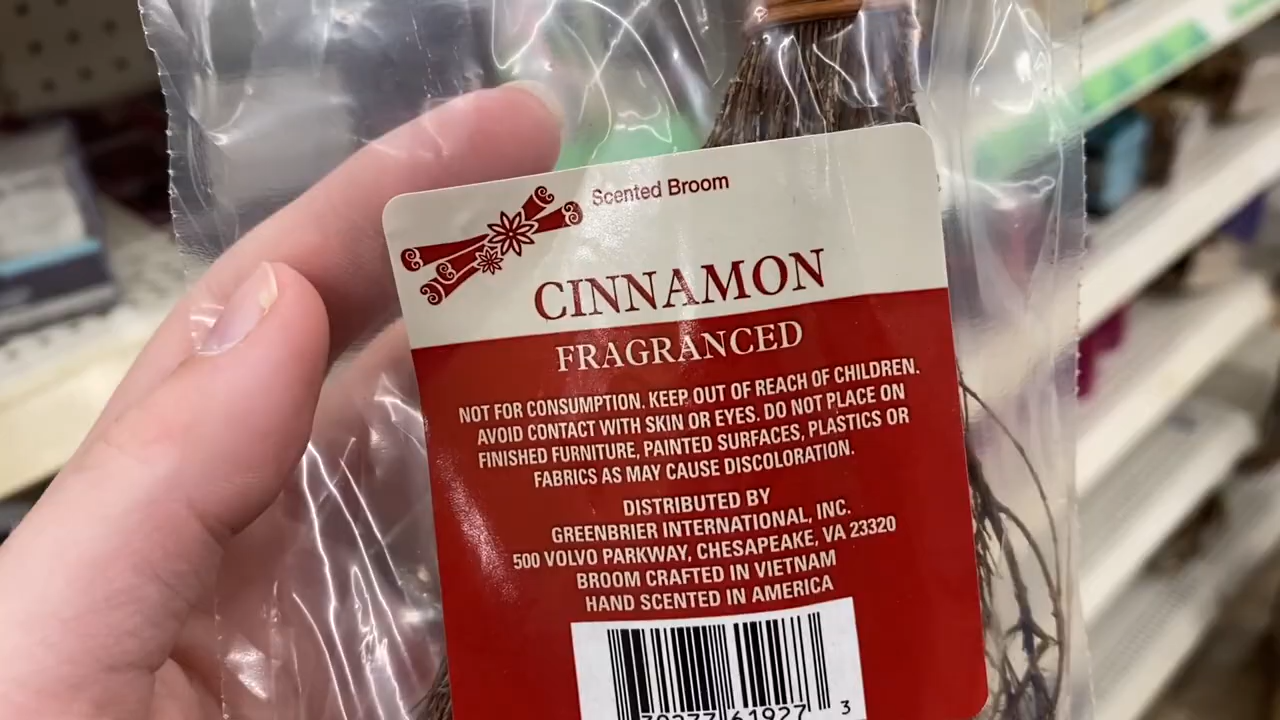 Scented Broom
CINNAMON
FRAGRANCED
NOT FOR CONSUMPTION. KEEP OUT OF REACH OF CHILDREN.
AVOID CONTACT WITH SKIN OR EYES. DO NOT PLACE ON
FINISHED FURNITURE, PAINTED SURFACES, PLASTICS OR
FABRICS AS MAY CAUSE DISCOLORATION.
DISTRIBUTED BY
GREENBRIER INTERNATIONAL, INC.
500 VOLVO PARKWAY, CHESAPEAKE, VA 23320
BROOM CRAFTED IN VIETNAM
HAND SCENTED IN AMERICA
61927 3